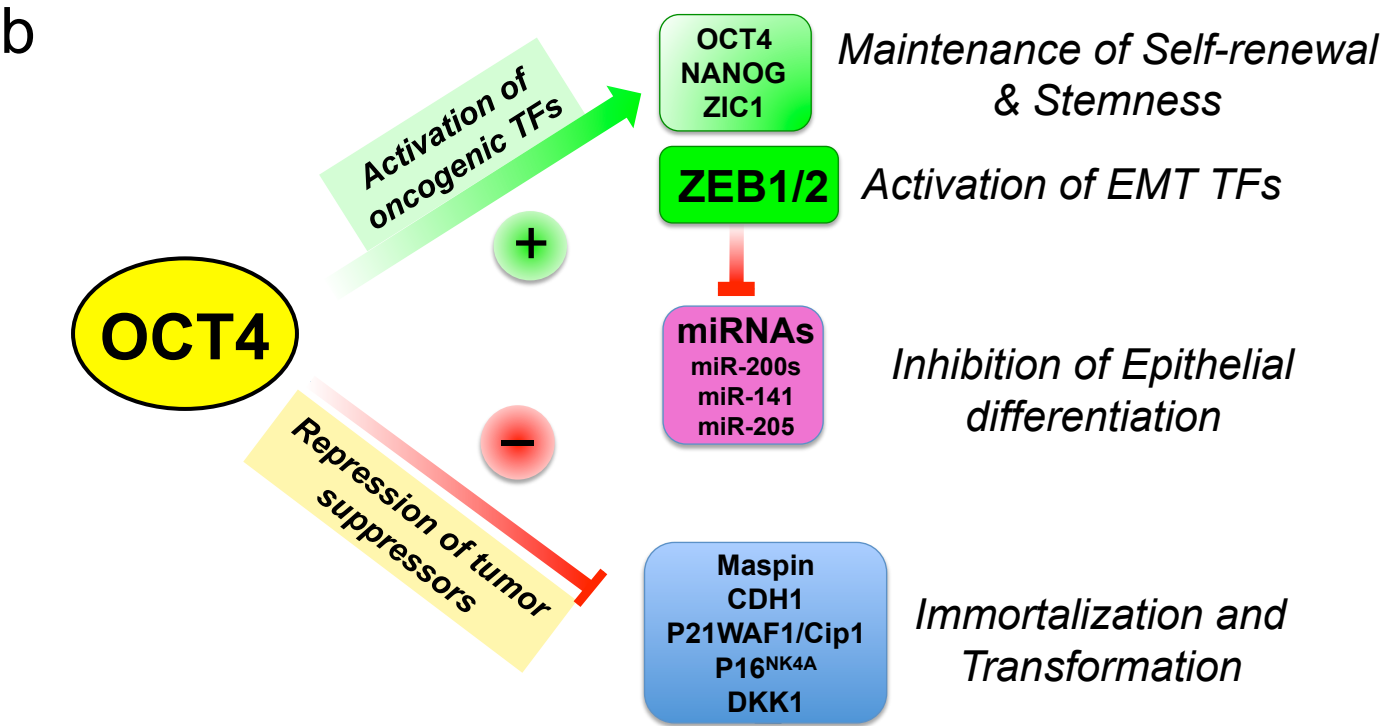 b
OCT4
NANOG
ZIC1
Maintenance of Self-renewal
& Stemness
Activation of
oncogenic TFs
ZEB1/2
Activation of EMT TFs
+
OCT4
miRNAs
miR-200s
miR-141
miR-205
Inhibition of Epithelial
differentiation
−
Repression of tumor
suppressors
Maspin
CDH1
P21WAF1/Cip1
P16NK4A
DKK1
Immortalization and
Transformation